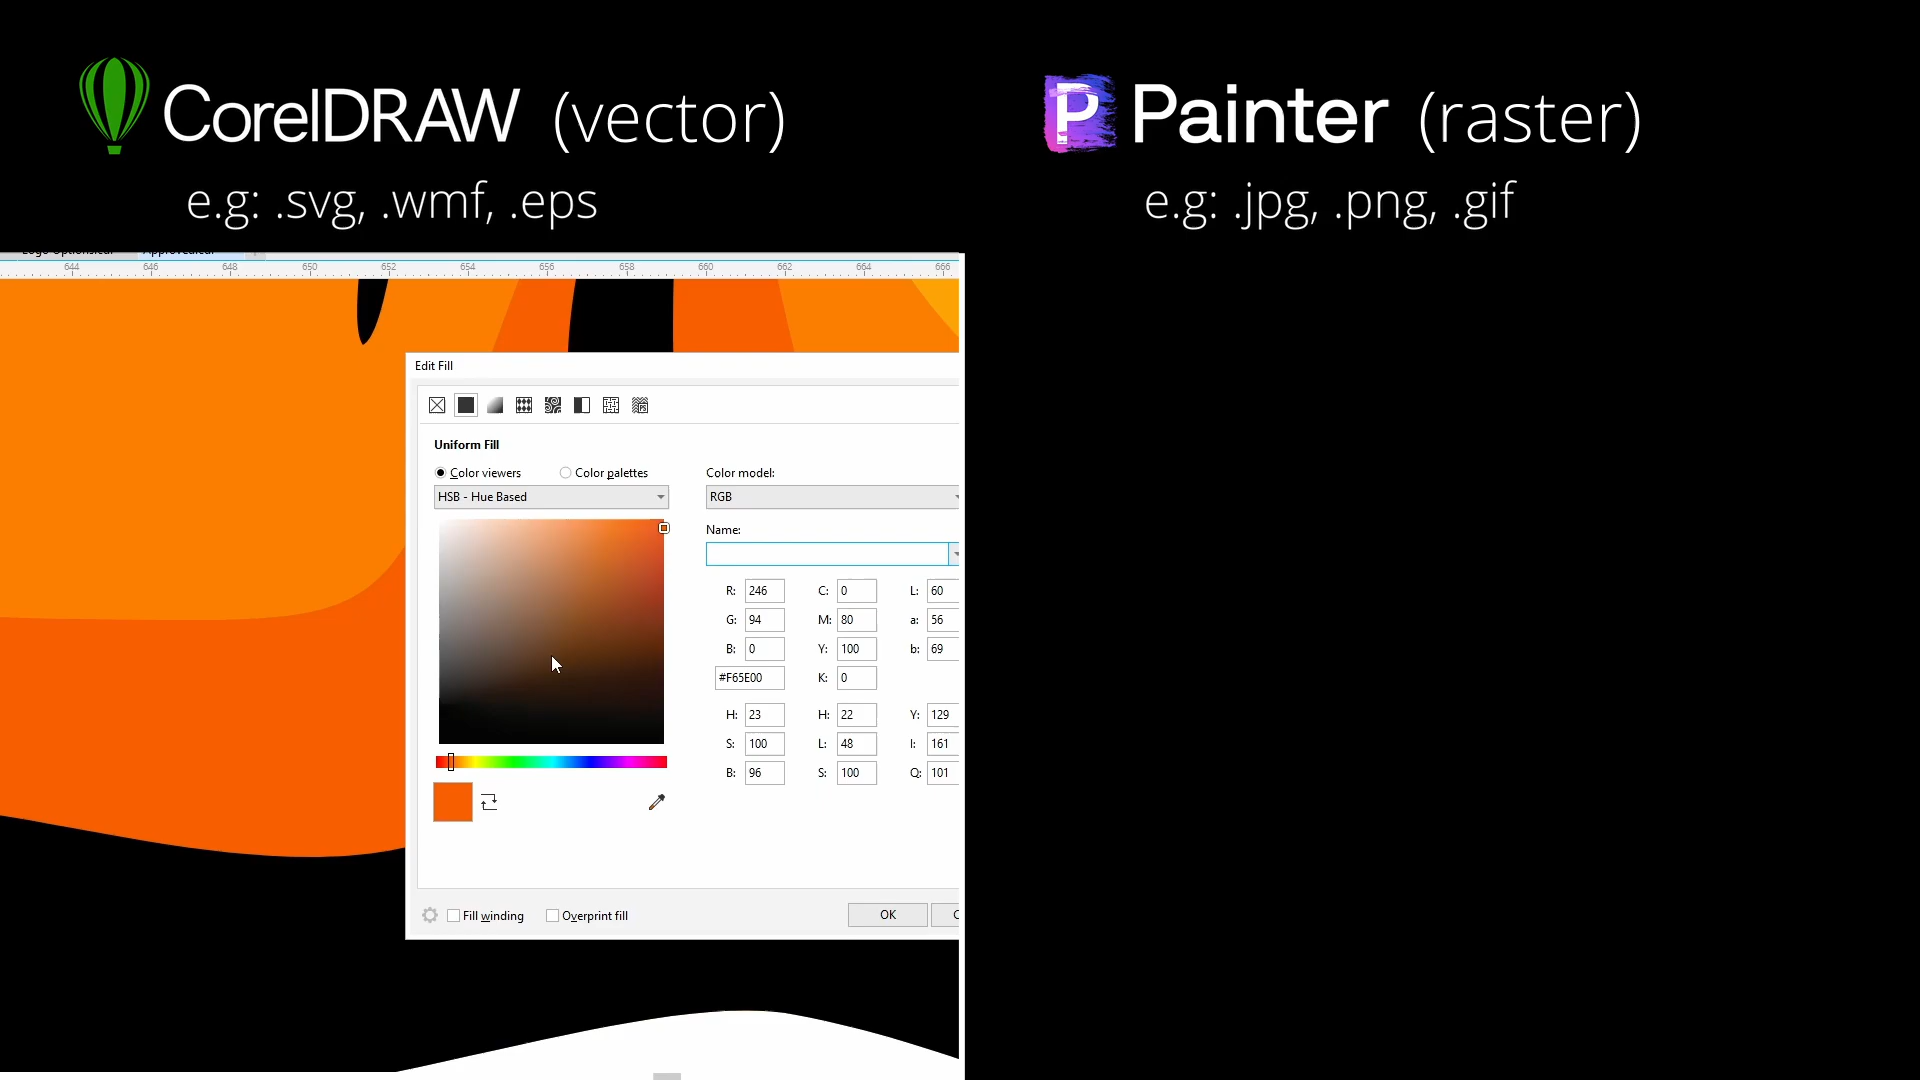 CorelDRAW (vector)
e.g: .svg, .wmf, .eps
P Painter (raster)
e.g: .jpg, .png, .gif
644 646 648 650 652 654 656 658 660 662 664 666
Edit Fill
PS
Uniform Fill
Color viewers Color palettes Color model:
HSB - Hue Based RGB
Name:
R: 246 C: 0 L: 60
G: 94 M: 80 a: 56
B: 0 Y: 100 b: 69
#F65E00 K: 0
H: 23 H: 22 Y: 129
S: 100 L: 48 I: 161
B: 96 S: 100 Q: 101
Fill winding Overprint fill OK